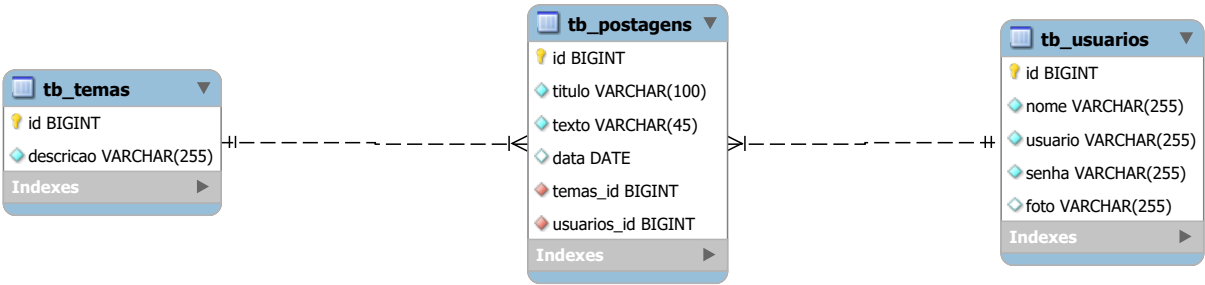 tb_temas
id BIGINT
descricao VARCHAR(255)
Indexes
tb_postagens
id BIGINT
titulo VARCHAR(100)
texto VARCHAR(45)
data DATE
temas_id BIGINT
usuarios_id BIGINT
Indexes
tb_usuarios
id BIGINT
nome VARCHAR(255)
usuario VARCHAR(255)
senha VARCHAR(255)
foto VARCHAR(255)
Indexes